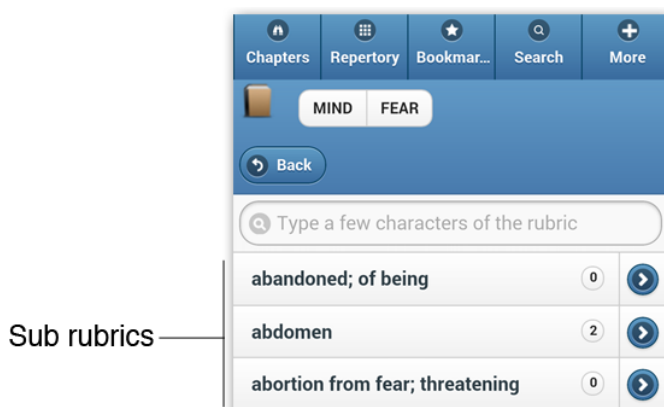 Chapters Repertory Bookmar... Search More
MIND FEAR
Back
Type a few characters of the rubric
abandoned; of being 0
Sub rubrics
abdomen 2
abortion from fear; threatening 0